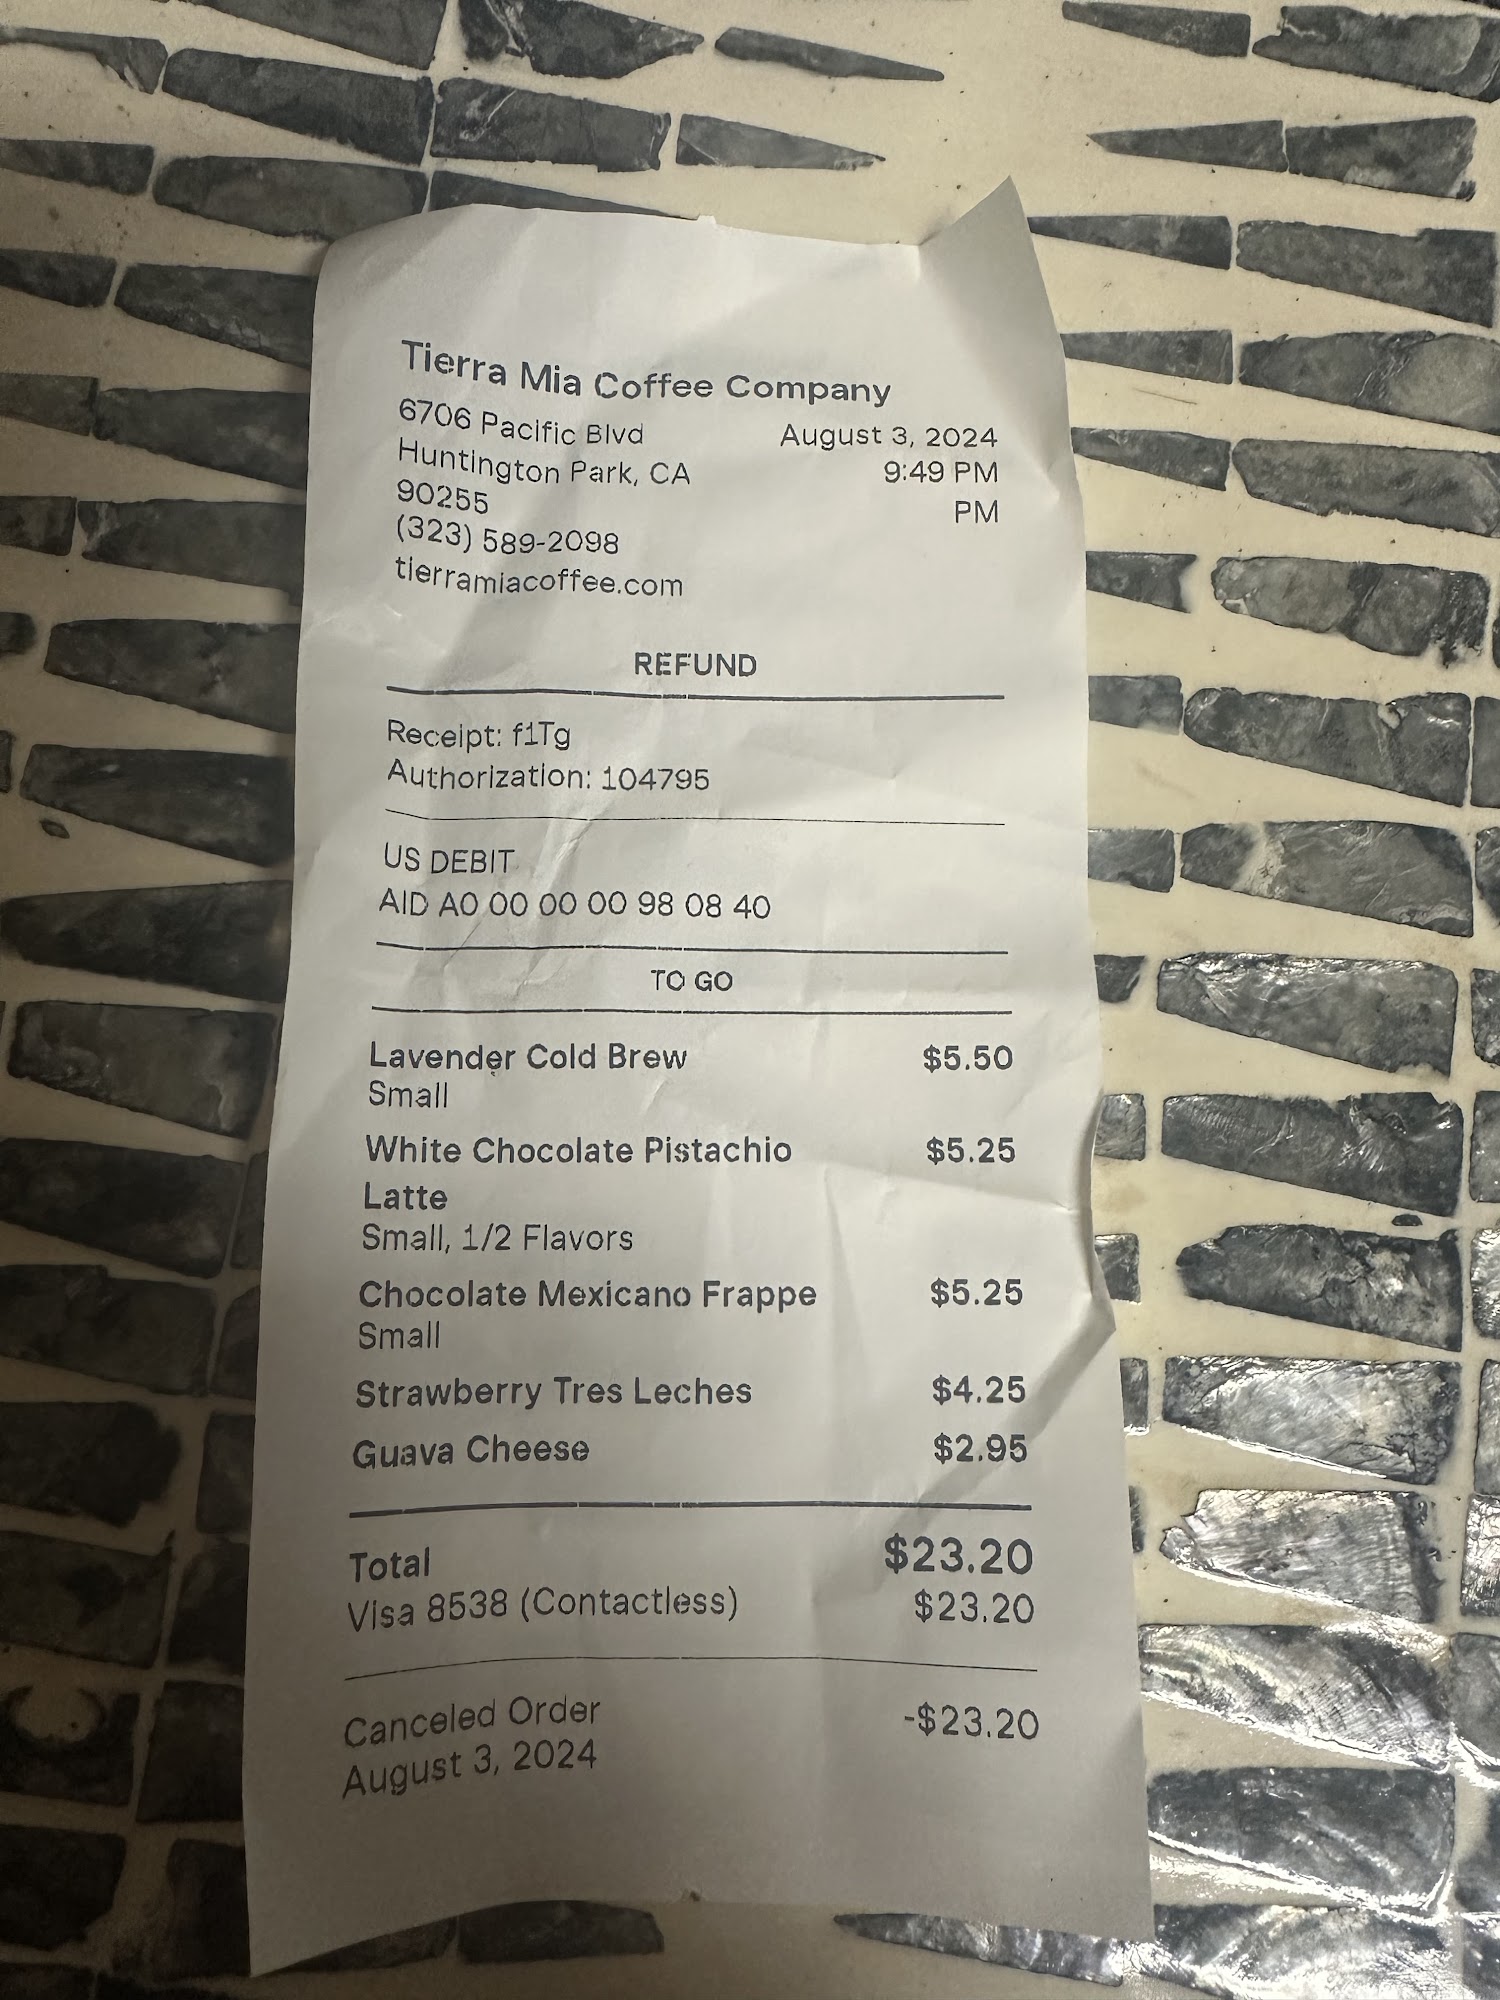 Tierra Mia Coffee Company
6706 Pacific Blvd
Huntington Park, CA
90255
(323) 589-2098
tierramiacoffee.com
August 3, 2024
9:49 PM
PM
REFUND
Receipt: f1Tg
Authorization: 104795
US DEBIT
AID A0 00 00 00 98 08 40
TO GO
Lavender Cold Brew $5.50
Small
White Chocolate Pistachio $5.25
Latte
Small, 1/2 Flavors
Chocolate Mexicano Frappe $5.25
Small
Strawberry Tres Leches $4.25
Guava Cheese $2.95
Total $23.20
Visa 8538 (Contactless) $23.20
Canceled Order -$23.20
August 3, 2024